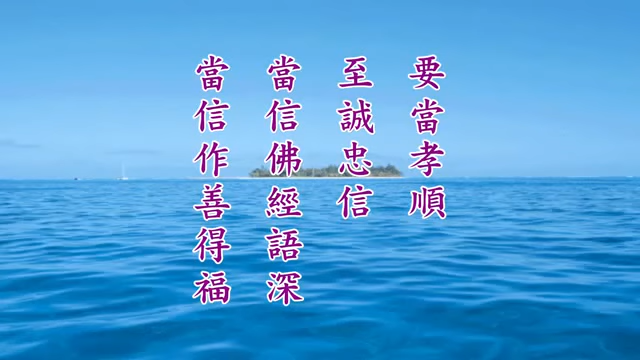 要當孝順
至誠忠信
當信佛經語深
當信作善得福